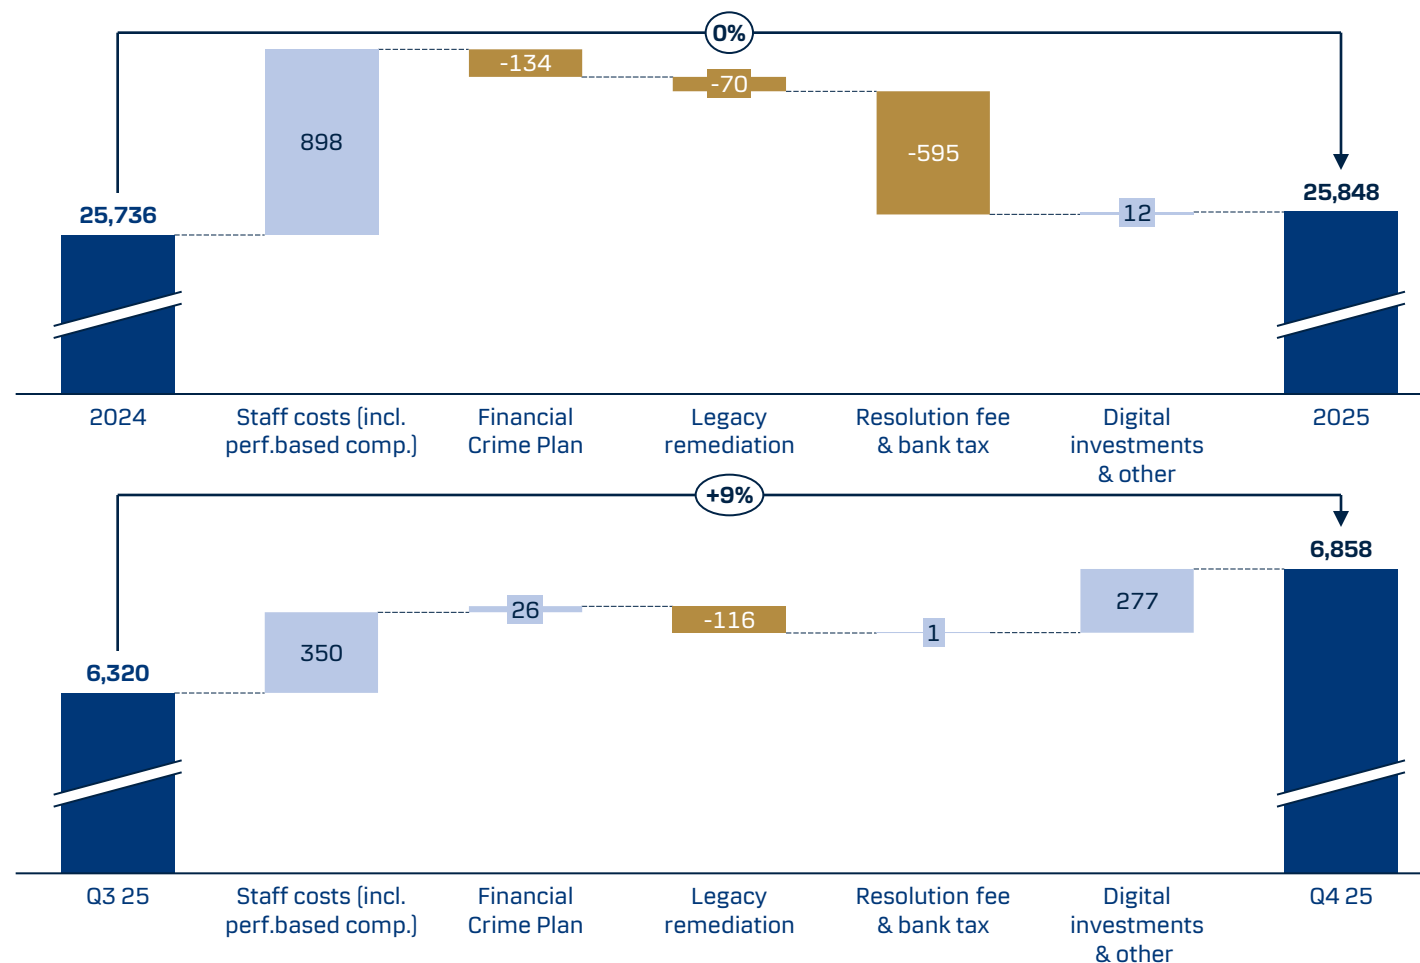 0%
898
-134
-70
-595
12
25,736
25,848
2024
Staff costs (incl.
perf.based comp.)
Financial
Crime Plan
Legacy
remediation
Resolution fee
& bank tax
Digital
investments
& other
2025
+9%
6,320
350
26
-116
1
277
6,858
Q3 25
Staff costs (incl.
perf.based comp.)
Financial
Crime Plan
Legacy
remediation
Resolution fee
& bank tax
Digital
investments
& other
Q4 25